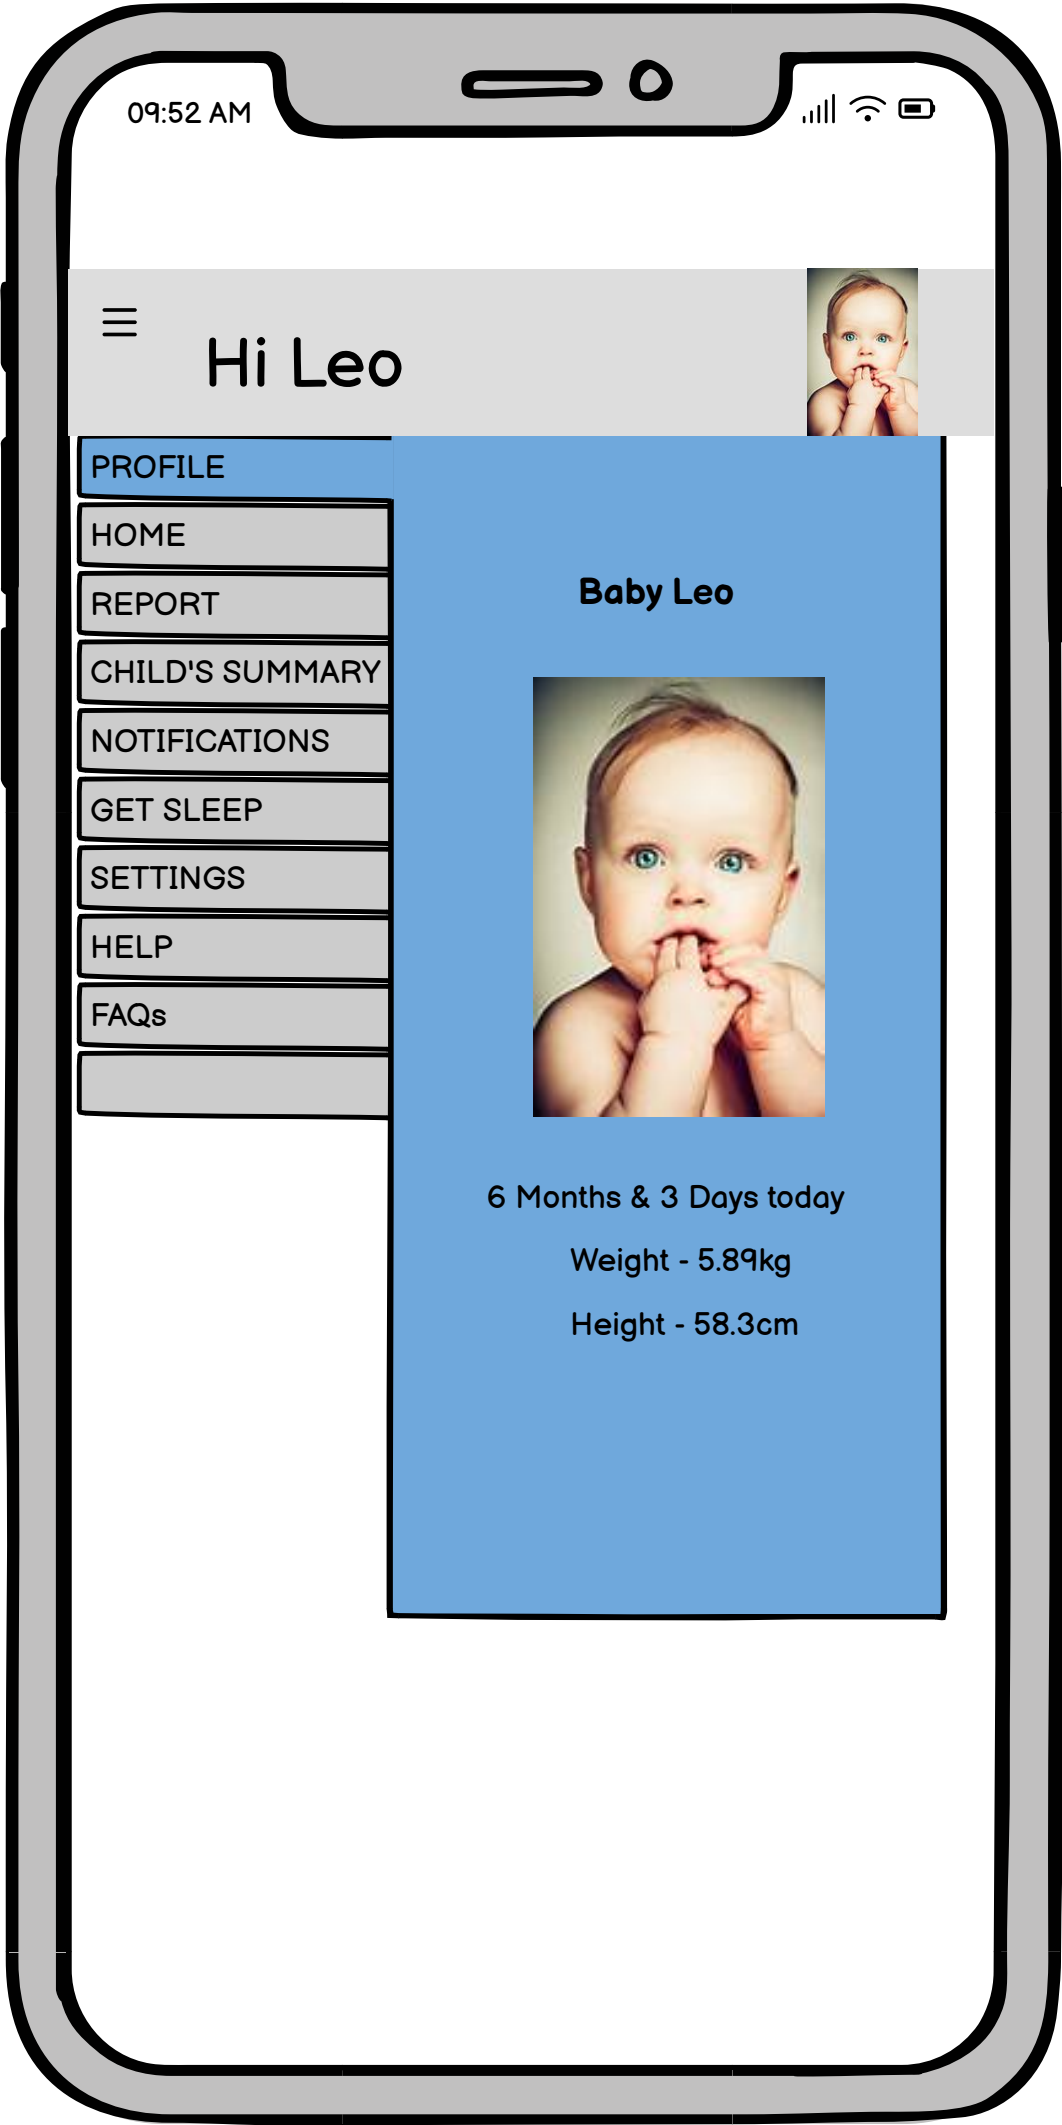 09:52 AM
Hi Leo
PROFILE
HOME
REPORT
CHILD'S SUMMARY
NOTIFICATIONS
GET SLEEP
SETTINGS
HELP
FAQs
Baby Leo
6 Months & 3 Days today
Weight - 5.89kg
Height - 58.3cm